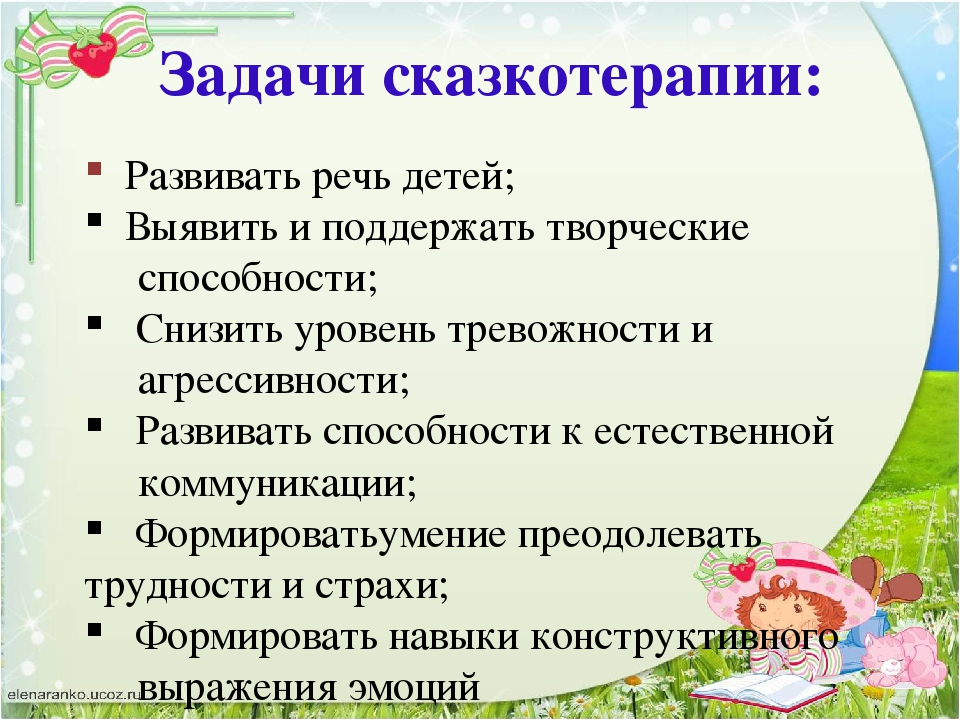 Задачи сказкотерапии:
Развивать речь детей;
Выявить и поддержать творческие
способности;
Снизить уровень тревожности и
агрессивности;
Развивать способности к естественной
коммуникации;
Формироватьумение преодолевать
трудности и страхи;
Формировать навыки конструктивного
выражения эмоций
elenaranko.ucoz.ru